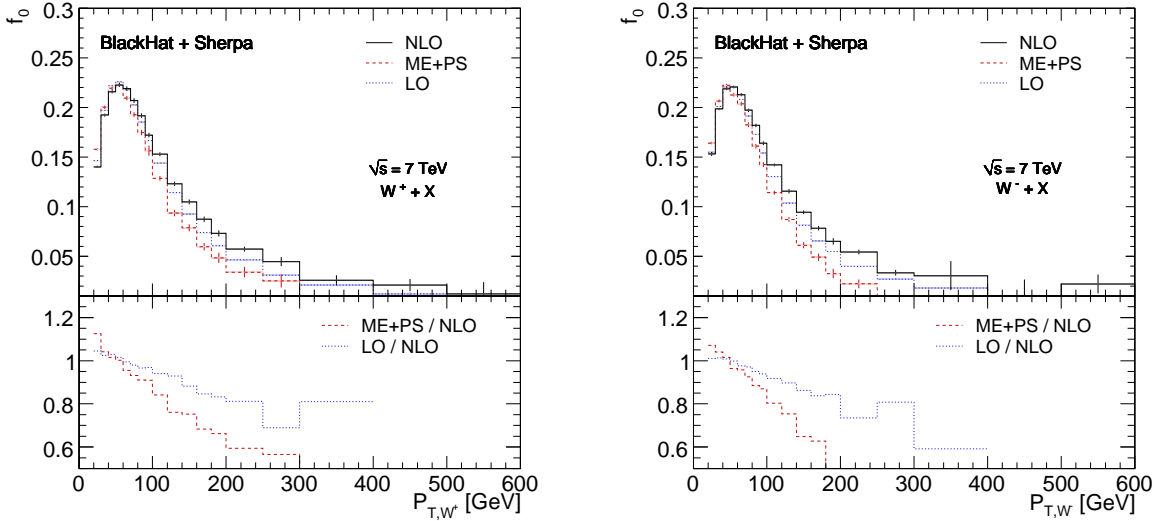 f0
0.3
0.25
0.2
0.15
0.1
0.05
BlackHat + Sherpa
NLO
ME+PS
LO
√s = 7 TeV
W+ + X
1.2
1
0.8
0.6
ME+PS / NLO
LO / NLO
0 100 200 300 400 500 600
PT,W+ [GeV]
f0
0.3
0.25
0.2
0.15
0.1
0.05
BlackHat + Sherpa
NLO
ME+PS
LO
√s = 7 TeV
W- + X
1.2
1
0.8
0.6
ME+PS / NLO
LO / NLO
0 100 200 300 400 500 600
PT,W- [GeV]